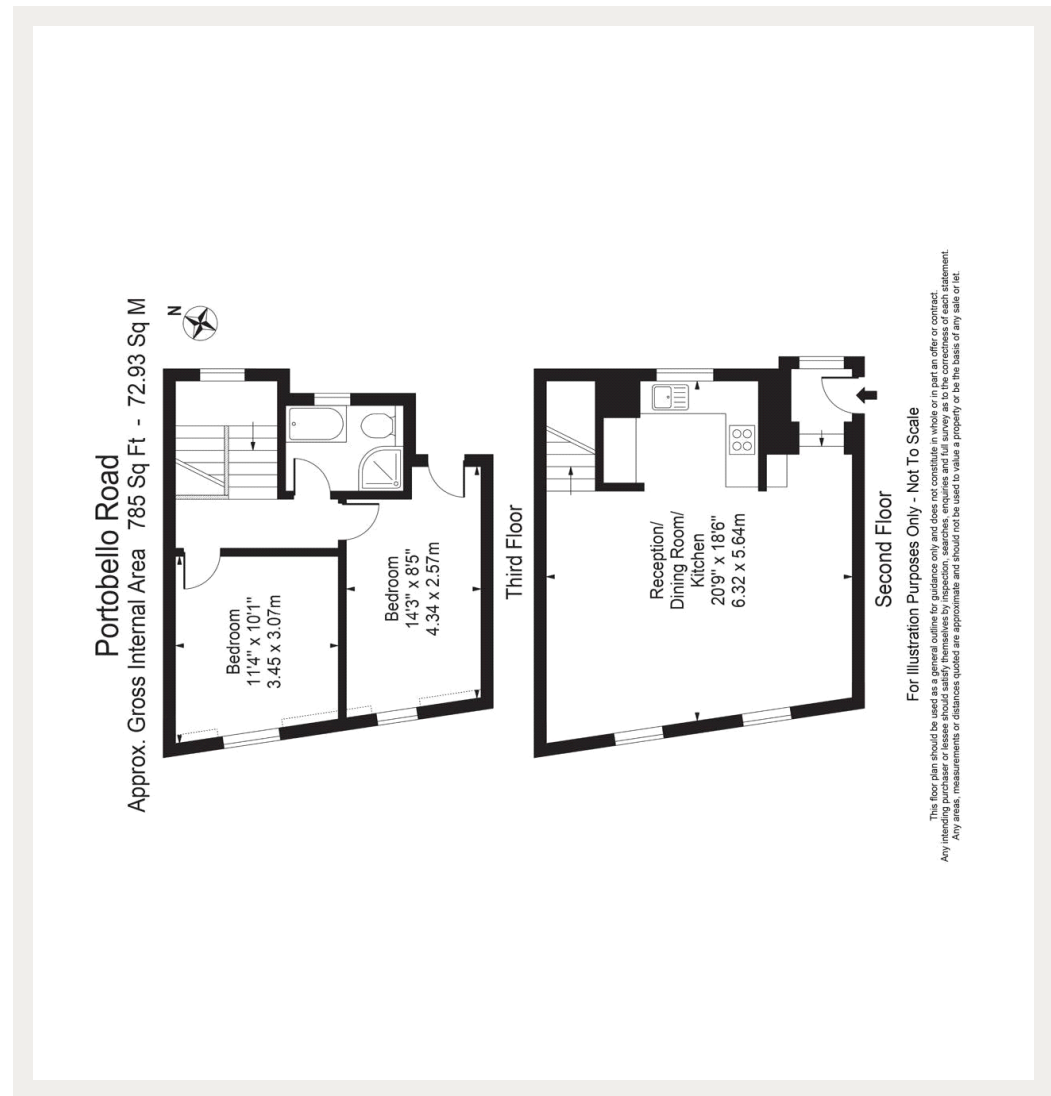 Portobello Road
Approx. Gross Internal Area 785 Sq Ft - 72.93 Sq M
N
Bedroom
11'4" x 10'1"
3.45 x 3.07m
Bedroom
14'3" x 8'5"
4.34 x 2.57m
Third Floor
Reception/
Dining Room/
Kitchen
20'9" x 18'6"
6.32 x 5.64m
Second Floor
For Illustration Purposes Only - Not To Scale
This floor plan should be used as a general outline for guidance only and does not constitute in whole or in part an offer or contract.
Any intending purchaser or lessee should satisfy themselves by inspection, searches, enquiries and full survey as to the correctness of each statement.
Any areas, measurements or distances quoted are approximate and should not be used to value a property or be the basis of any sale or let.